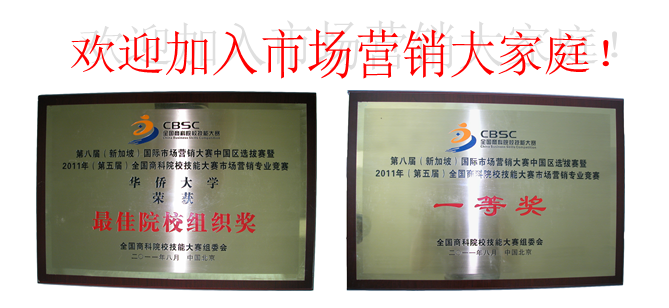 欢迎加入市场营销大家庭！
CBSC
全国商科院校技能大赛
第八届（新加坡）国际市场营销大赛中国区选拔赛暨
2011年（第五届）全国商科院校技能大赛市场营销专业竞赛
华侨大学
荣获
最佳院校组织奖
全国商科院校技能大赛组委会
二〇一一年八月 中国北京
CBSC
全国商科院校技能大赛
第八届（新加坡）国际市场营销大赛中国区选拔赛暨
2011年（第五届）全国商科院校技能大赛市场营销专业竞赛
一等奖
全国商科院校技能大赛组委会
二〇一一年八月 中国北京